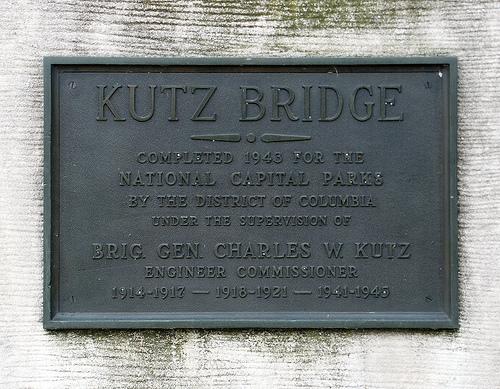 KUTZ BRIDGE
COMPLETED 1943 FOR THE
NATIONAL CAPITAL PARKS
BY THE DISTRICT OF COLUMBIA
UNDER THE SUPERVISION OF
BRIG. GEN. CHARLES W. KUTZ
ENGINEER COMMISSIONER
1914-1917 — 1918-1921 — 1941-1945